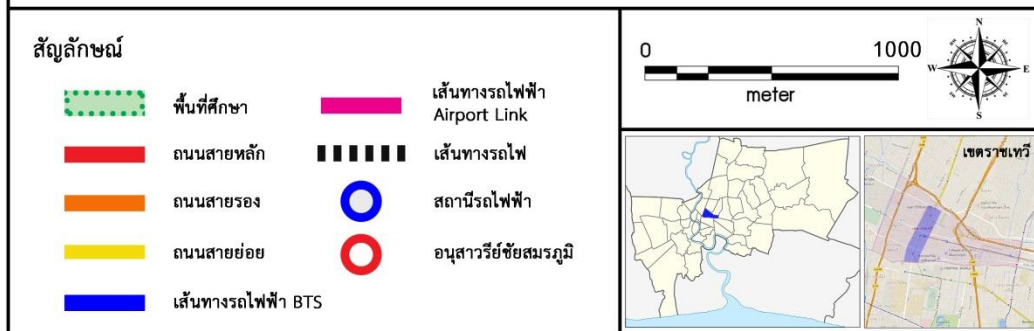 สัญลักษณ์
พื้นที่ศึกษา
ถนนสายหลัก
ถนนสายรอง
ถนนสายย่อย
เส้นทางรถไฟฟ้า BTS
เส้นทางรถไฟฟ้า
Airport Link
เส้นทางรถไฟ
สถานีรถไฟฟ้า
อนุสาวรีย์ชัยสมรภูมิ
0 1000
meter
N
W E
S
เขตราชเทวี